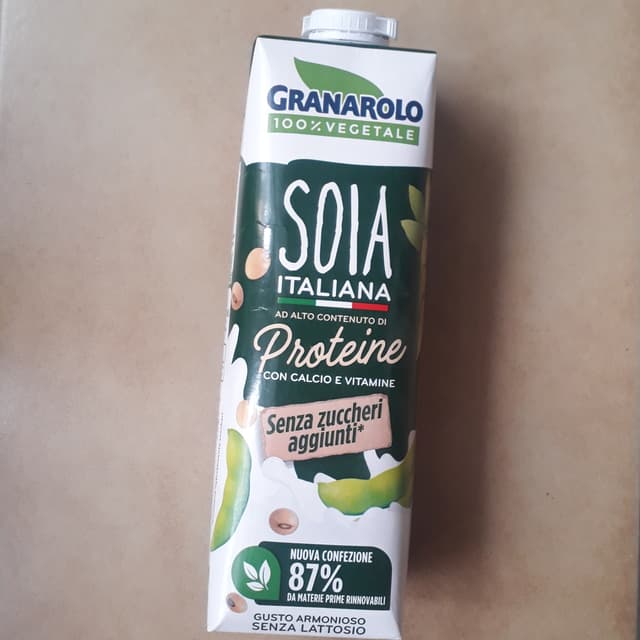 GRANAROLO
100% VEGETALE
SOIA
ITALIANA
AD ALTO CONTENUTO DI
Proteine
CON CALCIO E VITAMINE
Senza zuccheri
aggiunti*
NUOVA CONFEZIONE
87%
DA MATERIE PRIME RINNOVABILI
GUSTO ARMONIOSO
SENZA LATTOSIO